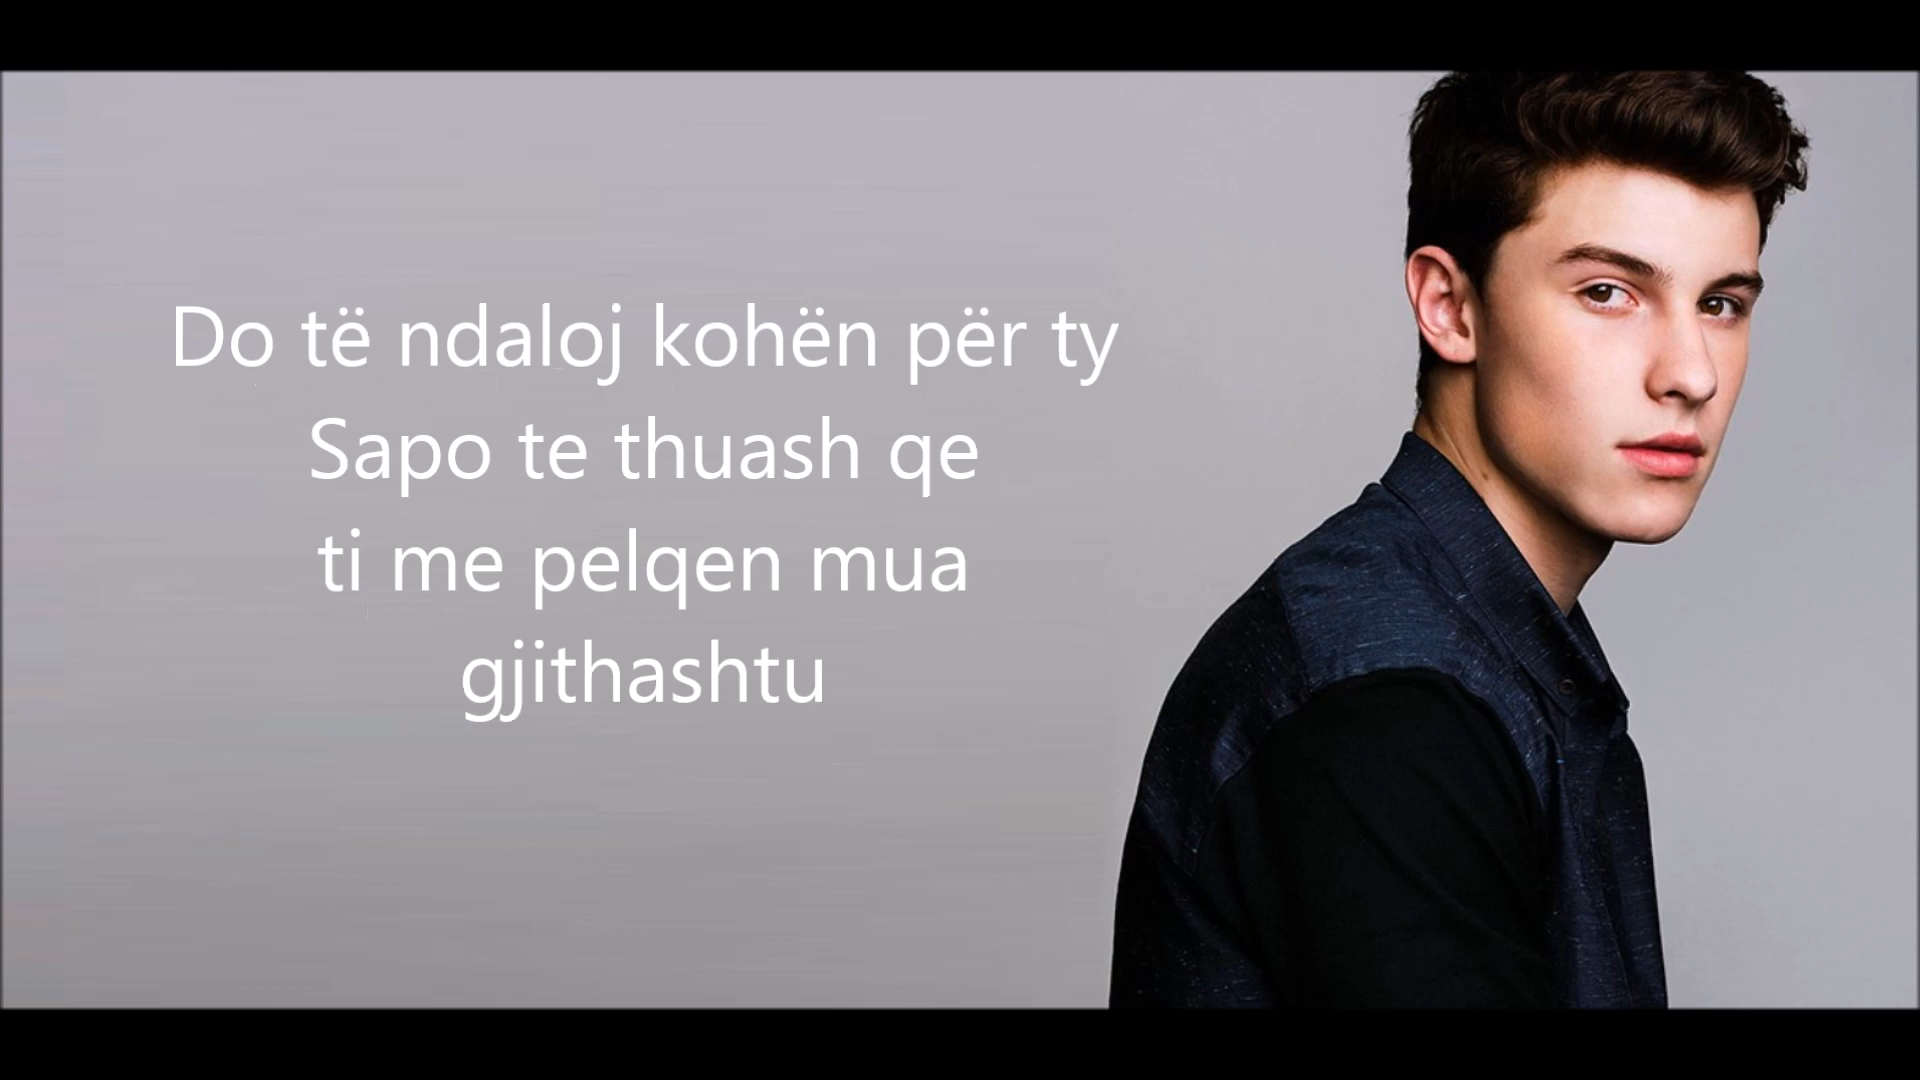 Do të ndaloj kohën për ty
Sapo te thuash qe
ti me pelqen mua
gjithashtu